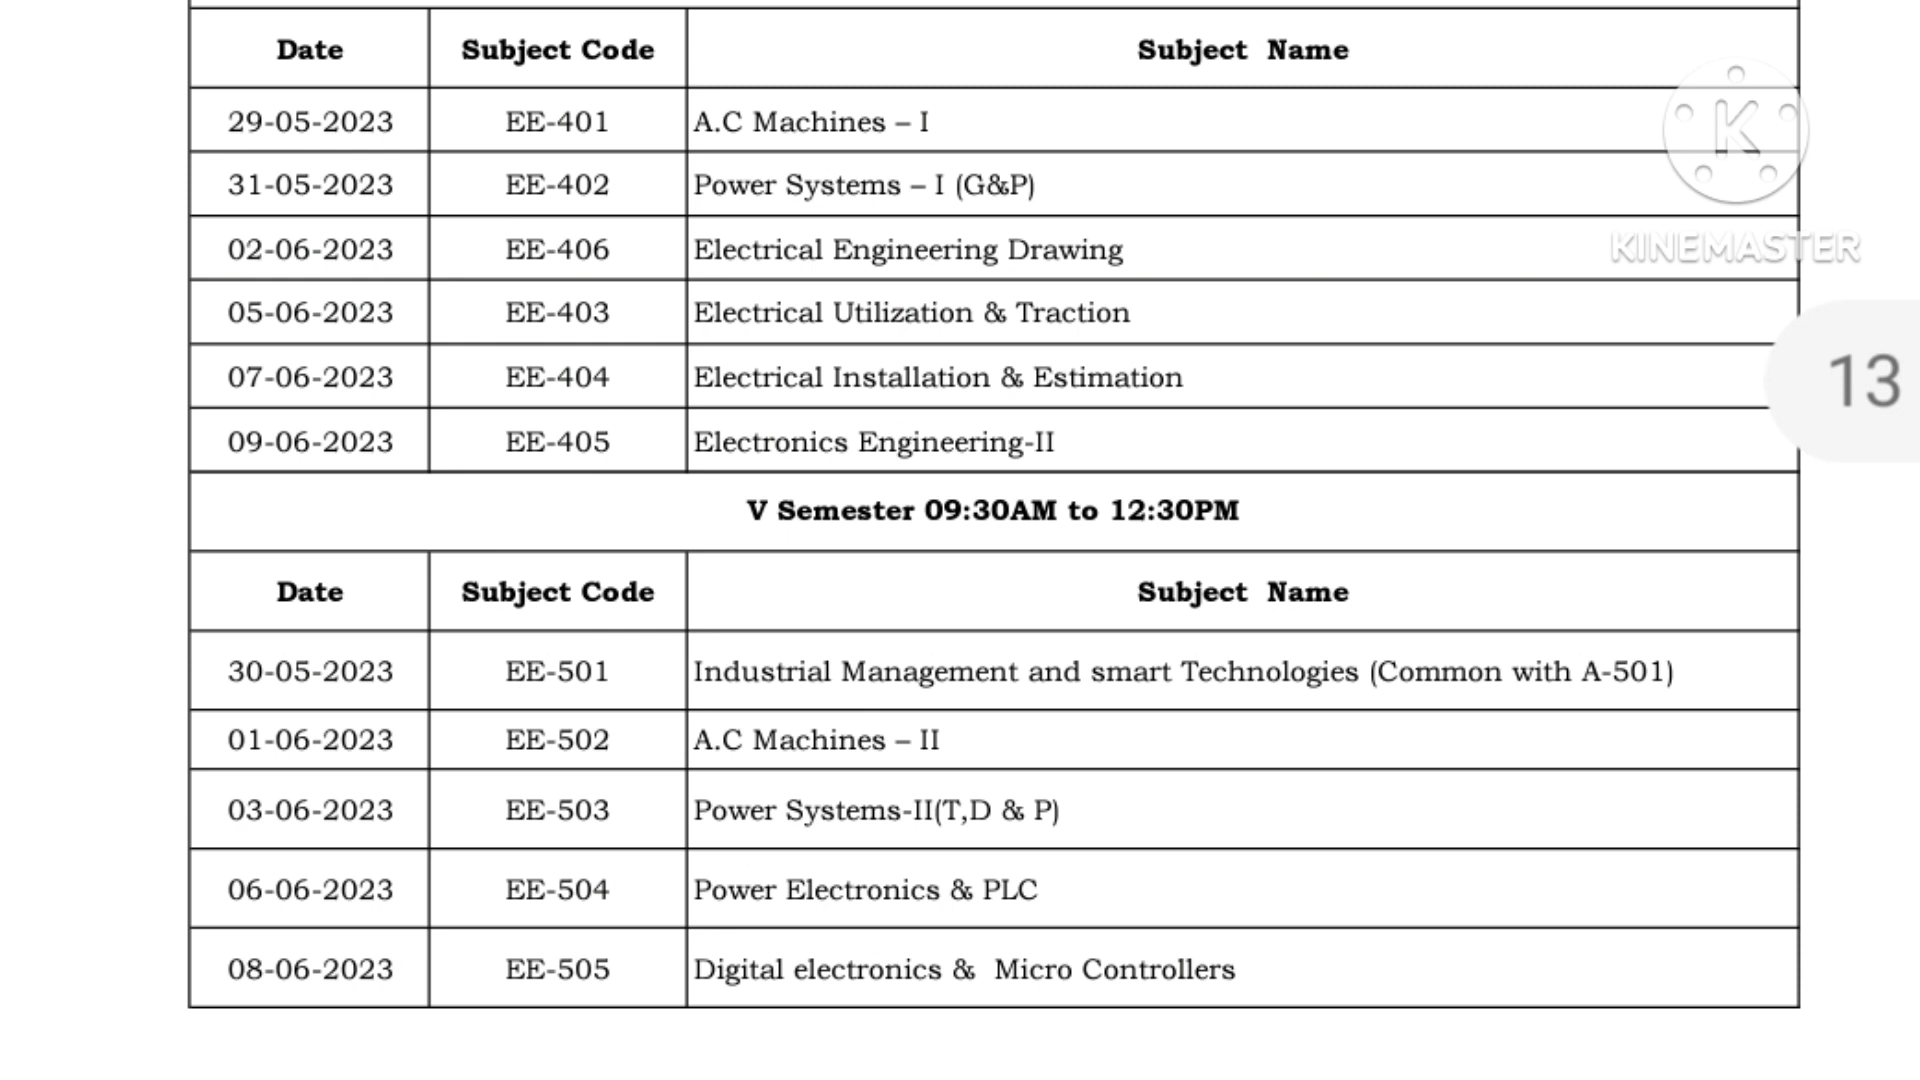 Date Subject Code Subject Name
29-05-2023 EE-401 A.C Machines – I
31-05-2023 EE-402 Power Systems – I (G&P)
02-06-2023 EE-406 Electrical Engineering Drawing
05-06-2023 EE-403 Electrical Utilization & Traction
07-06-2023 EE-404 Electrical Installation & Estimation
09-06-2023 EE-405 Electronics Engineering-II
V Semester 09:30AM to 12:30PM
Date Subject Code Subject Name
30-05-2023 EE-501 Industrial Management and smart Technologies (Common with A-501)
01-06-2023 EE-502 A.C Machines – II
03-06-2023 EE-503 Power Systems-II(T,D & P)
06-06-2023 EE-504 Power Electronics & PLC
08-06-2023 EE-505 Digital electronics & Micro Controllers
K
KINEMASTER
13